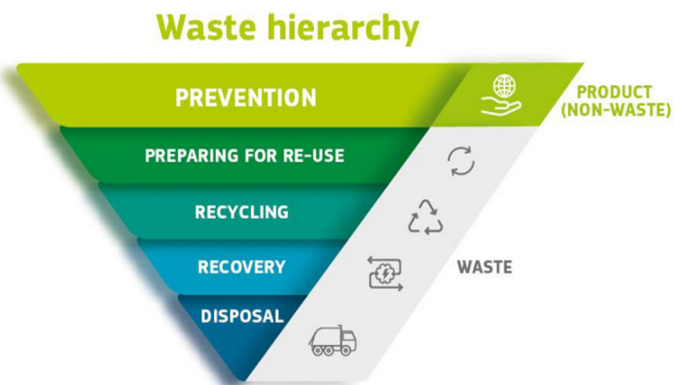 Waste hierarchy
PREVENTION
PRODUCT
(NON-WASTE)
PREPARING FOR RE-USE
RECYCLING
RECOVERY
WASTE
DISPOSAL